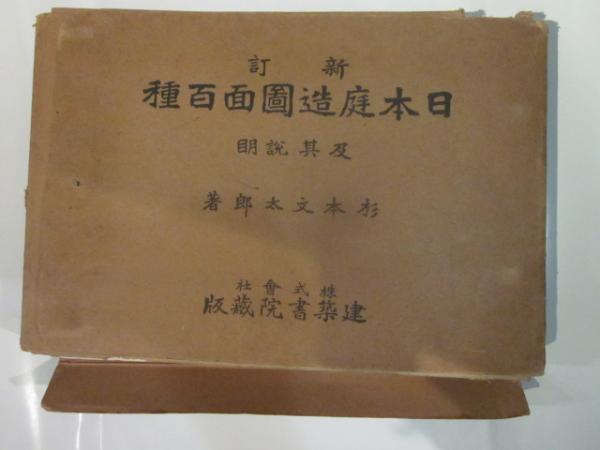 新訂
日本庭造圖面百種
及其說明
杉本文太郎著
株式會社
建築書院藏版